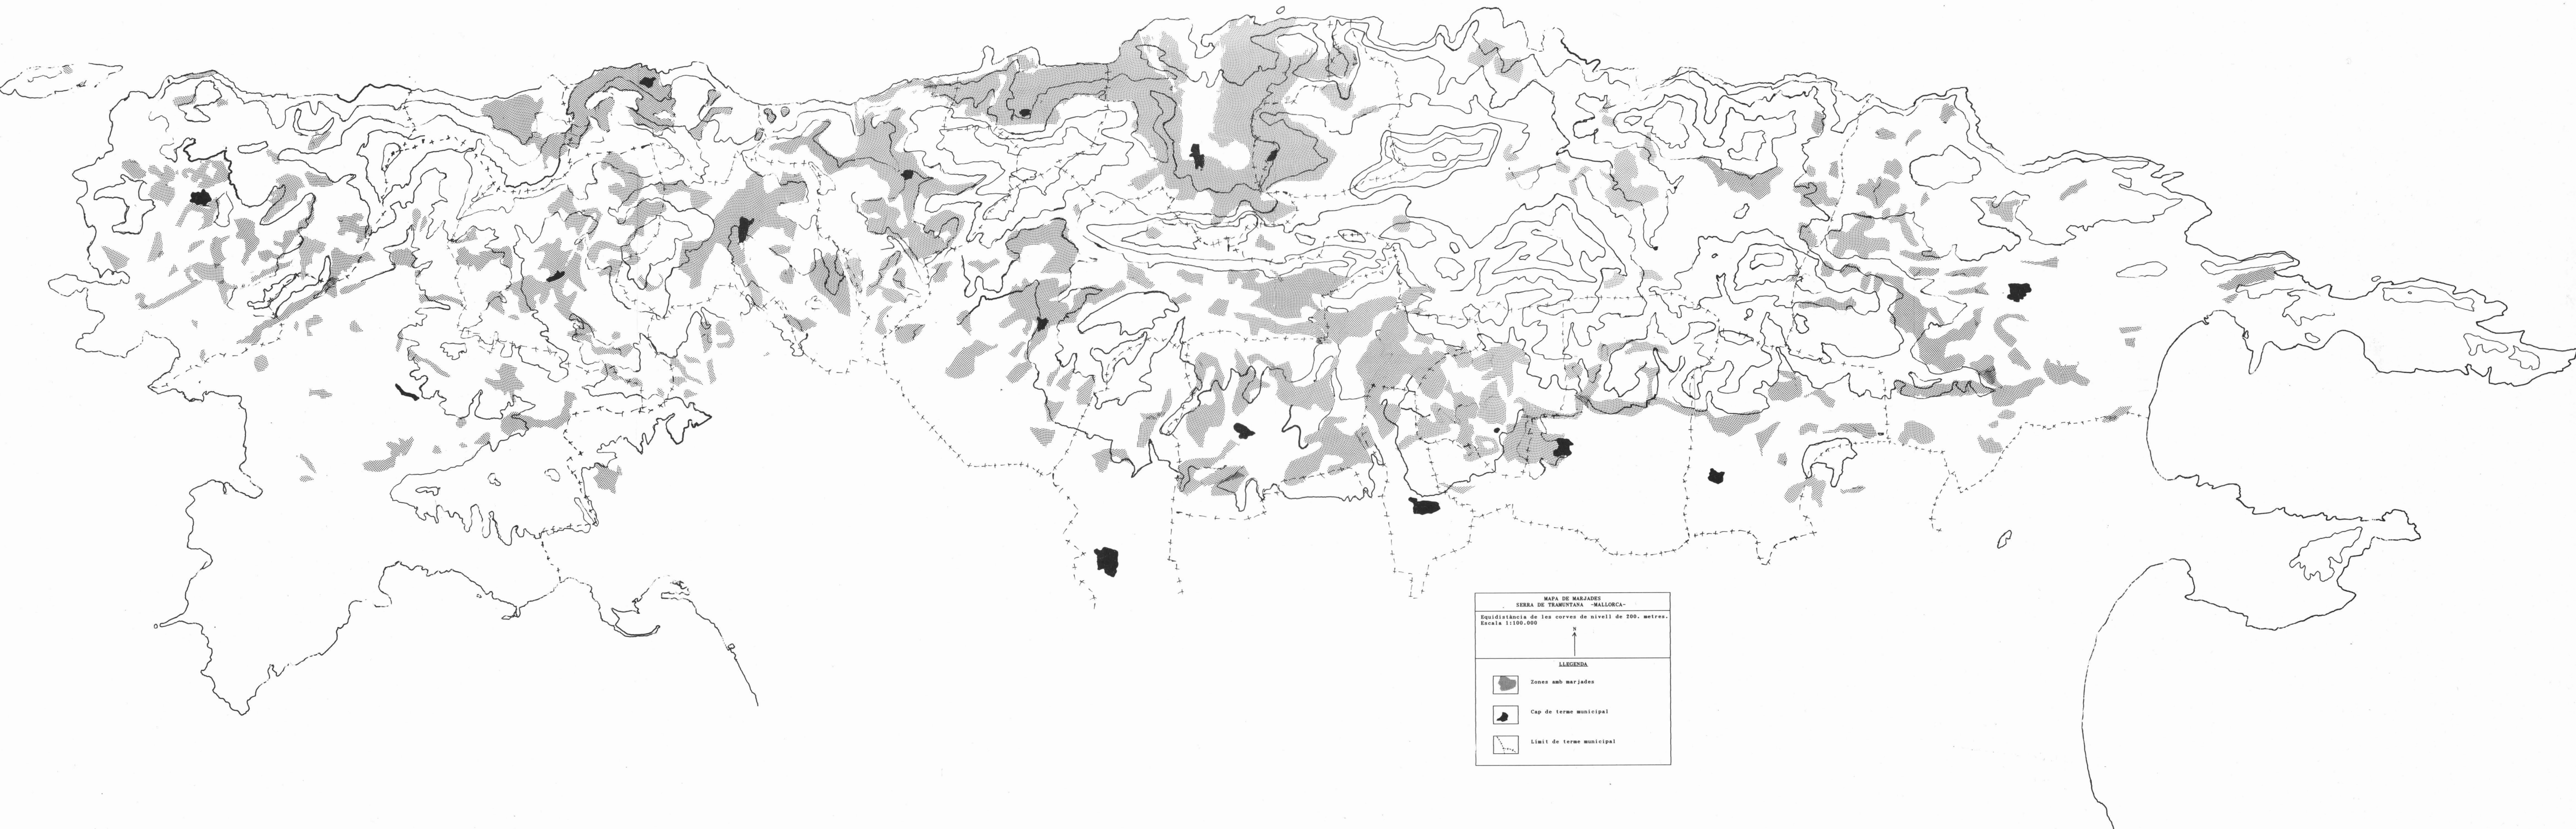 MAPA DE MARJADES
SERRA DE TRAMUNTANA -MALLORCA-
Equidistància de les corves de nivell de 200. metres.
Escala 1:100.000
N
LLEGENDA
Zones amb marjades
Cap de terme municipal
Límit de terme municipal